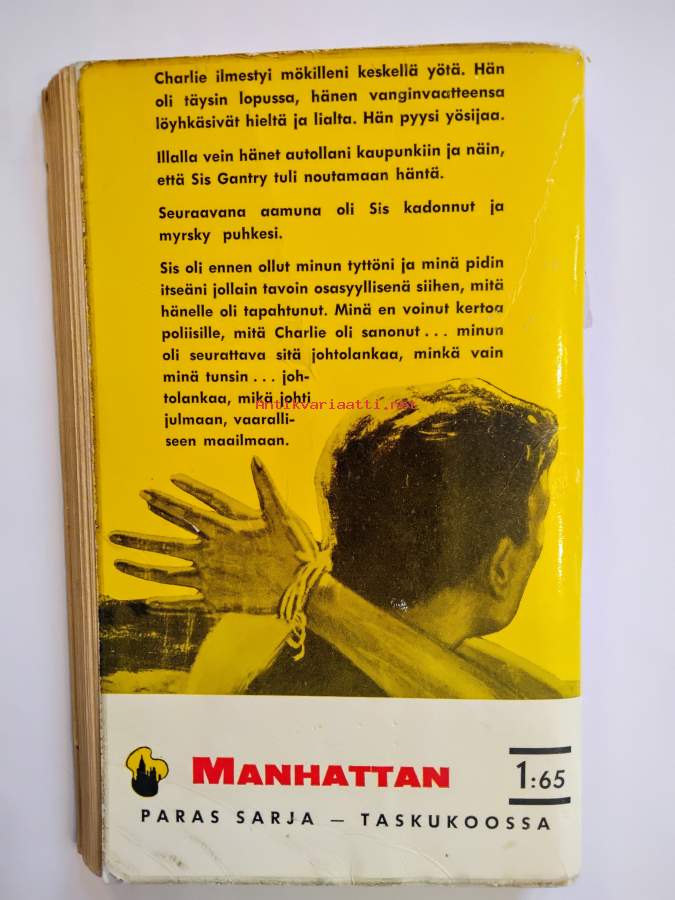 Charlie ilmestyi mökilleni keskellä yötä. Hän
oli täysin lopussa, hänen vanginvaatteensa
löyhkäsivät hieltä ja lialta. Hän pyysi yösijaa.
Illalla vein hänet autollani kaupunkiin ja näin,
että Sis Gantry tuli noutamaan häntä.
Seuraavana aamuna oli Sis kadonnut ja
myrsky puhkesi.
Sis oli ennen ollut minun tyttöni ja minä pidin
itseäni jollain tavoin osasyyllisenä siihen, mitä
hänelle oli tapahtunut. Minä en voinut kertoa
poliisille, mitä Charlie oli sanonut ... minun
oli seurattava sitä johtolankaa, minkä vain
minä tunsin ... joh-
tolankaa, mikä johti
Antikvariaatti.net
julmaan, vaaralli-
seen maailmaan.
MANHATTAN
1:65
PARAS SARJA — TASKUKOOSSA